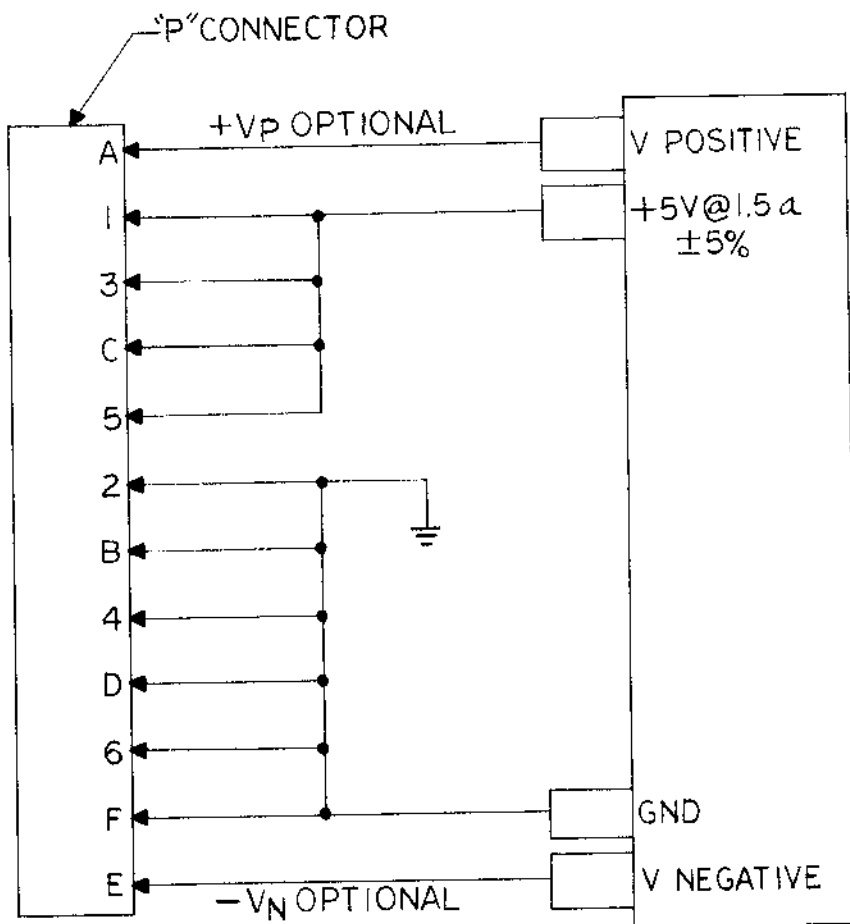 "P" CONNECTOR
+VP OPTIONAL
A
V POSITIVE
1
+5V@1.5a
±5%
3
C
5
2
B
4
D
6
F
GND
E
-VN OPTIONAL
V NEGATIVE